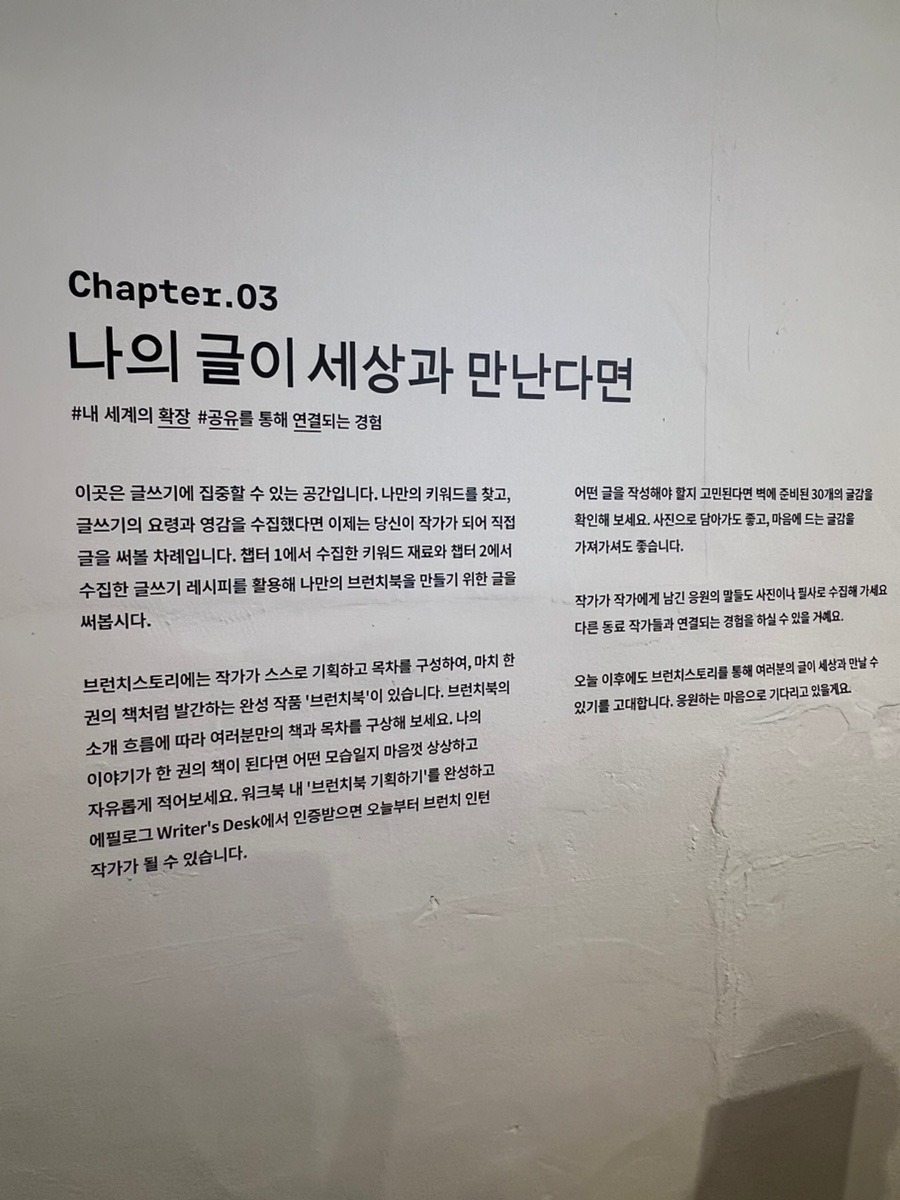 Chapter.03
나의 글이 세상과 만난다면
#내 세계의 확장 #공유를 통해 연결되는 경험
이곳은 글쓰기에 집중할 수 있는 공간입니다. 나만의 키워드를 찾고,
글쓰기의 요령과 영감을 수집했다면 이제는 당신이 작가가 되어 직접
글을 써볼 차례입니다. 챕터 1에서 수집한 키워드 재료와 챕터 2에서
수집한 글쓰기 레시피를 활용해 나만의 브런치북을 만들기 위한 글을
써봅시다.
브런치스토리에는 작가가 스스로 기획하고 목차를 구성하여, 마치 한
권의 책처럼 발간하는 완성 작품 '브런치북'이 있습니다. 브런치북의
소개 흐름에 따라 여러분만의 책과 목차를 구상해 보세요. 나의
이야기가 한 권의 책이 된다면 어떤 모습일지 마음껏 상상하고
자유롭게 적어보세요. 워크북 내 '브런치북 기획하기'를 완성하고
에필로그 Writer's Desk에서 인증받으면 오늘부터 브런치 인턴
작가가 될 수 있습니다.
어떤 글을 작성해야 할지 고민된다면 벽에 준비된 30개의 글감을
확인해 보세요. 사진으로 담아가도 좋고, 마음에 드는 글감을
가져가셔도 좋습니다.
작가가 작가에게 남긴 응원의 말들도 사진이나 필사로 수집해 가세요
다른 동료 작가들과 연결되는 경험을 하실 수 있을 거예요.
오늘 이후에도 브런치스토리를 통해 여러분의 글이 세상과 만날 수
있기를 고대합니다. 응원하는 마음으로 기다리고 있을게요.